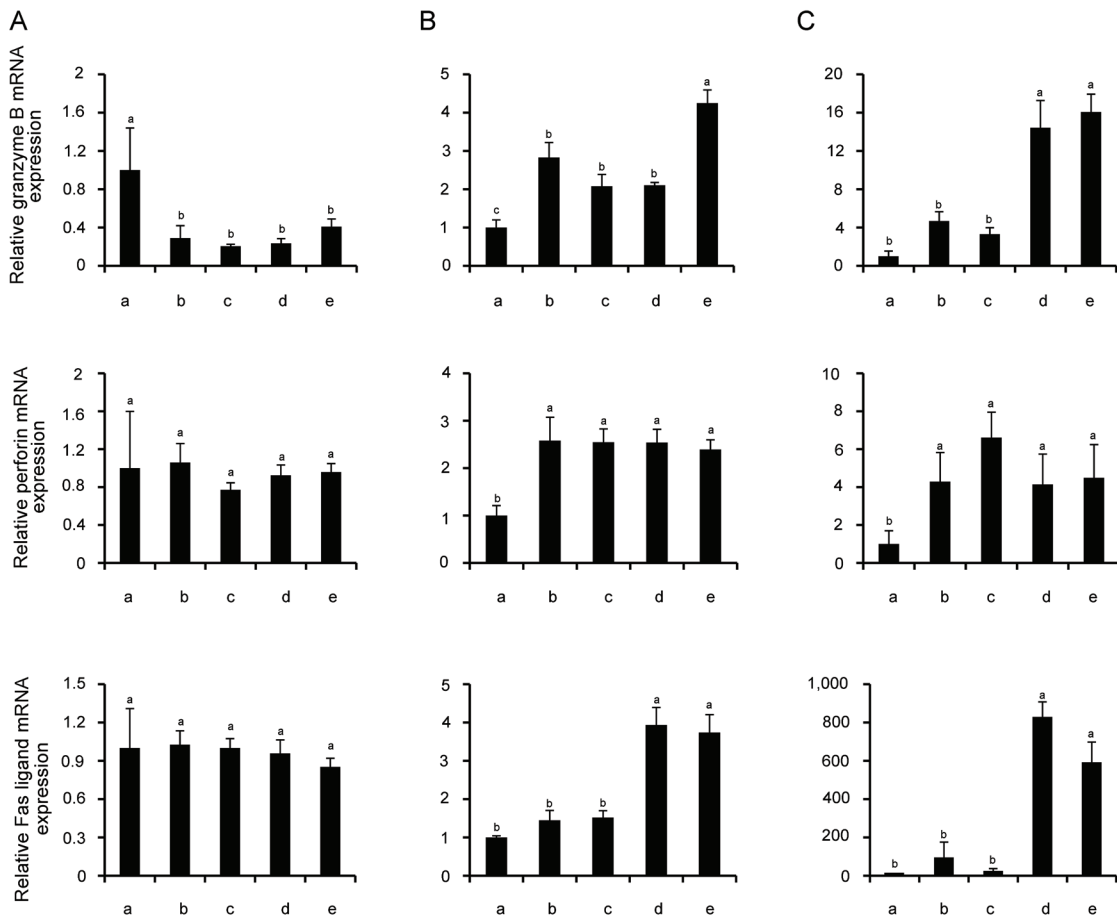 A
B
C
Relative granzyme B mRNA
expression
2
1.6
1.2
0.8
0.4
0
a
b
b
b
b
a
b
c
d
e
5
4
3
2
1
0
c
b
b
b
a
a
b
c
d
e
20
16
12
8
4
0
b
b
b
a
a
a
b
c
d
e
Relative perforin mRNA
expression
2
1.6
1.2
0.8
0.4
0
a
a
a
a
a
a
b
c
d
e
4
3
2
1
0
b
a
a
a
a
a
b
c
d
e
10
8
6
4
2
0
b
a
a
a
a
a
b
c
d
e
Relative Fas ligand mRNA
expression
1.5
1.2
0.9
0.6
0.3
0
a
a
a
a
a
a
b
c
d
e
5
4
3
2
1
0
b
b
b
a
a
a
b
c
d
e
1,000
800
600
400
200
0
b
b
b
a
a
a
b
c
d
e